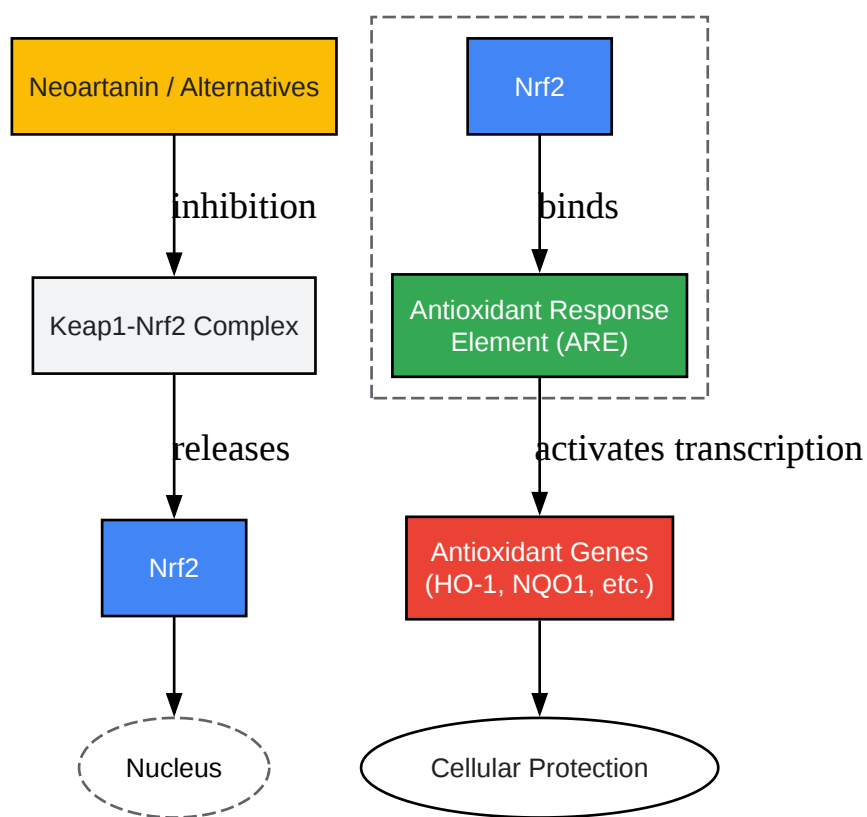 Neoartanin / Alternatives
inhibition
Keap1-Nrf2 Complex
releases
Nrf2
Nucleus
Nrf2
binds
Antioxidant Response
Element (ARE)
activates transcription
Antioxidant Genes
(HO-1, NQO1, etc.)
Cellular Protection